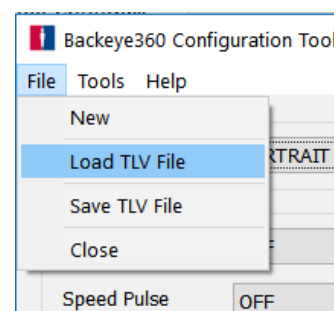 Backeye360 Configuration Tool
File Tools Help
New
Load TLV File
RTRAIT
Save TLV File
Close
Speed Pulse OFF